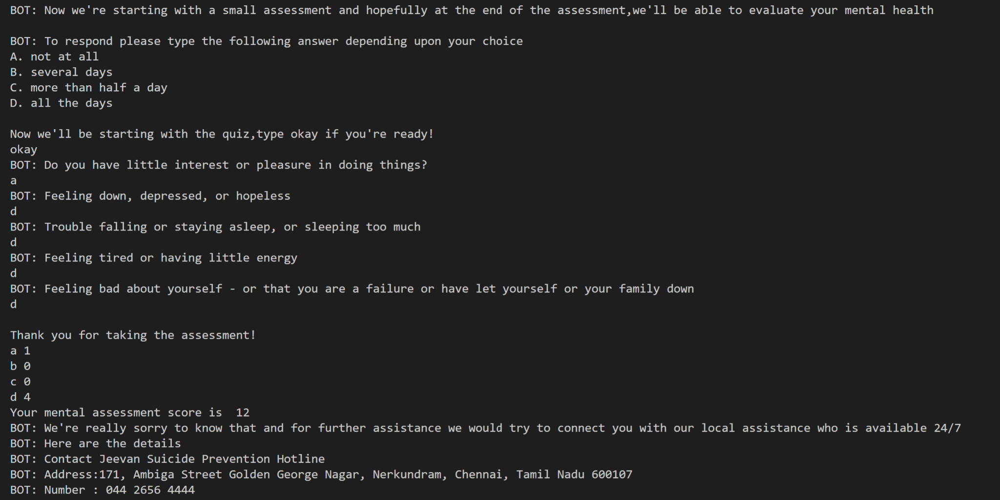 BOT: Now we're starting with a small assessment and hopefully at the end of the assessment,we'll be able to evaluate your mental health
BOT: To respond please type the following answer depending upon your choice
A. not at all
B. several days
C. more than half a day
D. all the days
Now we'll be starting with the quiz,type okay if you're ready!
okay
BOT: Do you have little interest or pleasure in doing things?
a
BOT: Feeling down, depressed, or hopeless
d
BOT: Trouble falling or staying asleep, or sleeping too much
d
BOT: Feeling tired or having little energy
d
BOT: Feeling bad about yourself - or that you are a failure or have let yourself or your family down
d
Thank you for taking the assessment!
a 1
b 0
c 0
d 4
Your mental assessment score is  12
BOT: We're really sorry to know that and for further assistance we would try to connect you with our local assistance who is available 24/7
BOT: Here are the details
BOT: Contact Jeevan Suicide Prevention Hotline
BOT: Address:171, Ambiga Street Golden George Nagar, Nerkundram, Chennai, Tamil Nadu 600107
BOT: Number : 044 2656 4444